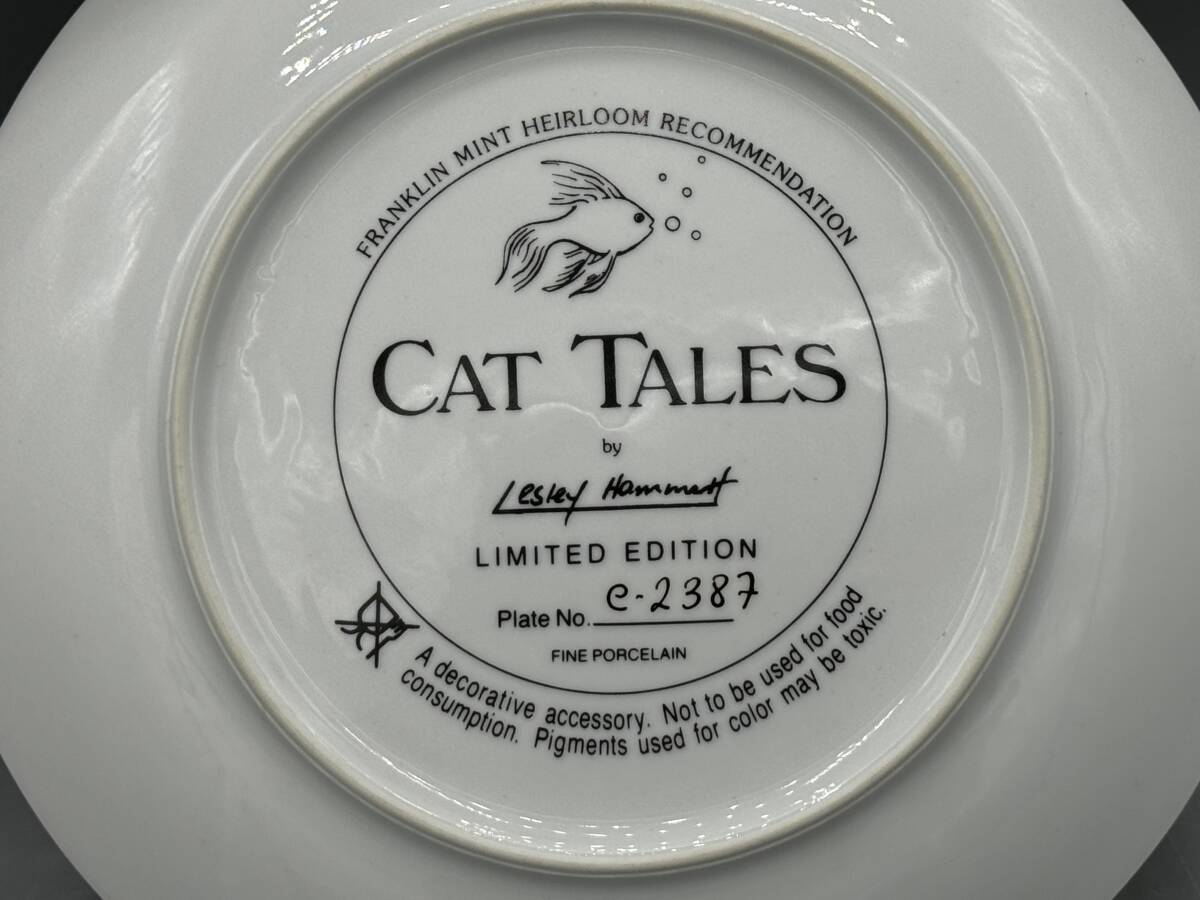 FRANKLIN MINT HEIRLOOM RECOMMENDATION
CAT TALES
by
Lesley Hammett
LIMITED EDITION
Plate No. C-2387
FINE PORCELAIN
A decorative accessory. Not to be used for food
consumption. Pigments used for color may be toxic.